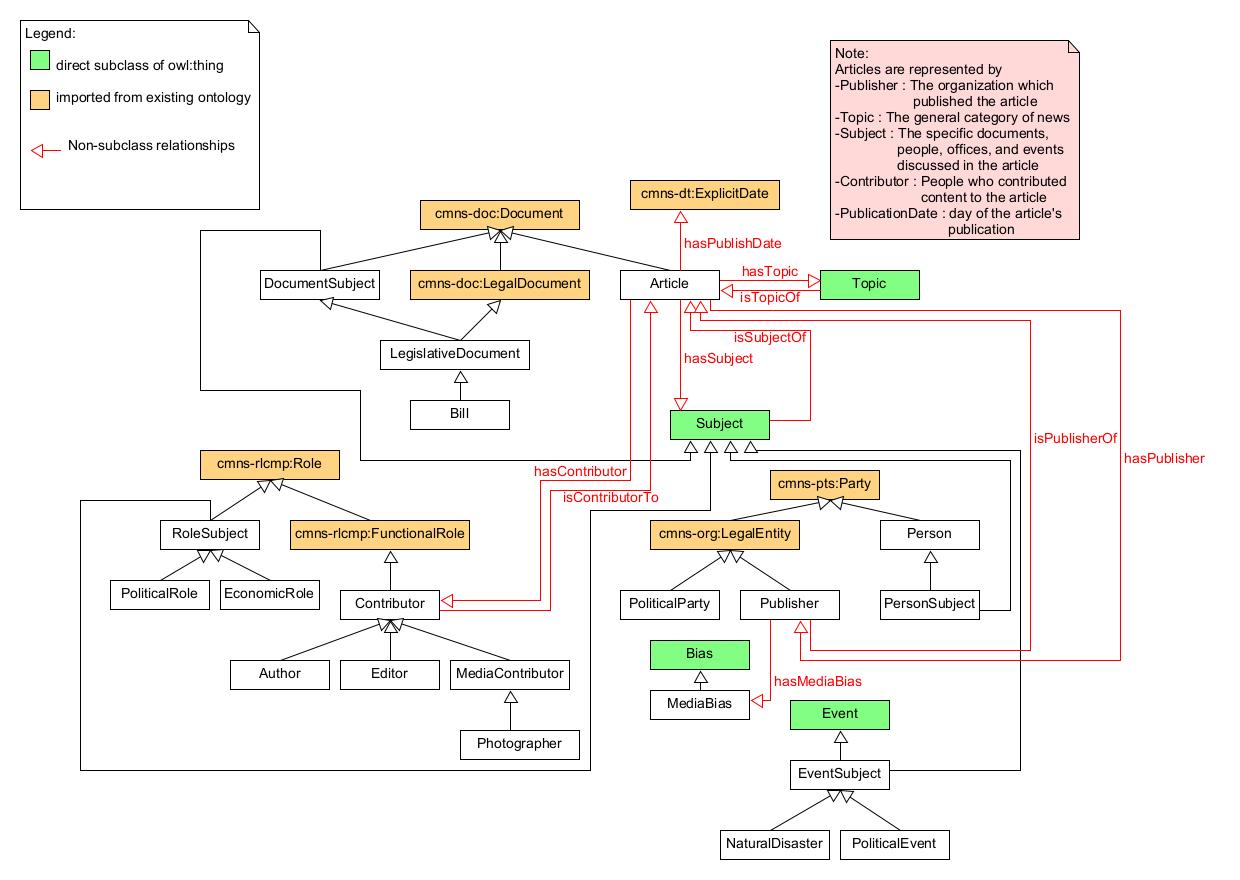 Legend:
direct subclass of owl:thing
imported from existing ontology
Non-subclass relationships
Note:
Articles are represented by
-Publisher : The organization which
published the article
-Topic : The general category of news
-Subject : The specific documents,
people, offices, and events
discussed in the article
-Contributor : People who contributed
content to the article
-PublicationDate : day of the article's
publication
cmns-dt:ExplicitDate
cmns-doc:Document
hasPublishDate
DocumentSubject
cmns-doc:LegalDocument
Article
hasTopic
isTopicOf
Topic
isSubjectOf
hasSubject
LegislativeDocument
Bill
Subject
isPublisherOf
hasPublisher
cmns-rlcmp:Role
hasContributor
isContributorTo
cmns-pts:Party
RoleSubject
cmns-rlcmp:FunctionalRole
cmns-org:LegalEntity
Person
PoliticalRole
EconomicRole
Contributor
PoliticalParty
Publisher
PersonSubject
Author
Editor
MediaContributor
Bias
hasMediaBias
MediaBias
Photographer
Event
EventSubject
NaturalDisaster
PoliticalEvent